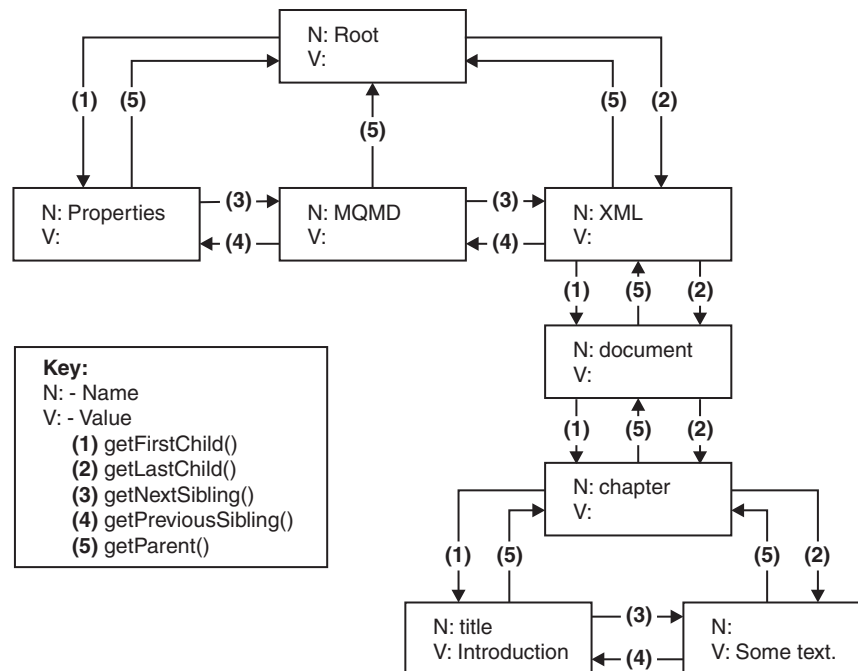 N: Root
V:
(1)
(5)
(5)
(5)
(2)
N: Properties
V:
(3)
(4)
N: MQMD
V:
(3)
(4)
N: XML
V:
(1)
(5)
(2)
N: document
V:
(1)
(5)
(2)
Key:
N: - Name
V: - Value
(1) getFirstChild()
(2) getLastChild()
(3) getNextSibling()
(4) getPreviousSibling()
(5) getParent()
N: chapter
V:
(1)
(5)
(5)
(2)
N: title
V: Introduction
(3)
(4)
N:
V: Some text.